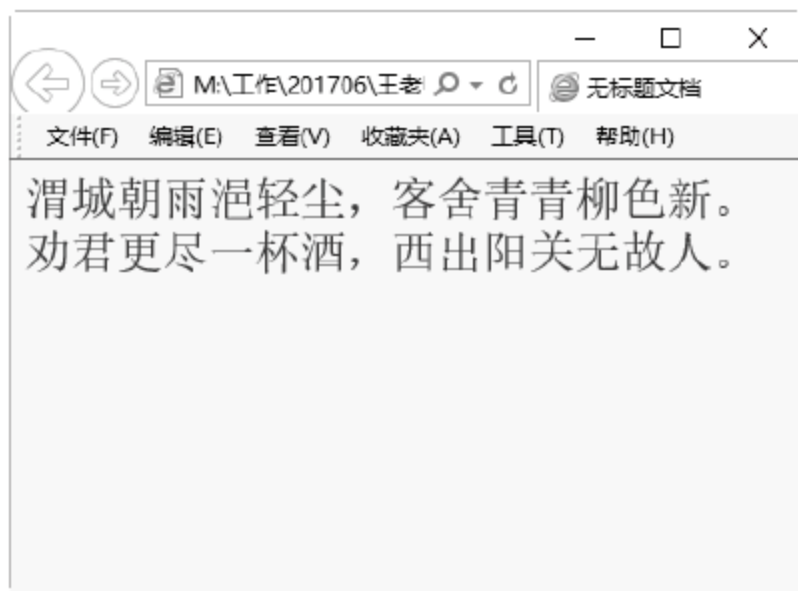 M:\工作\201706\王老
无标题文档
文件(F) 编辑(E) 查看(V) 收藏夹(A) 工具(T) 帮助(H)
渭城朝雨浥轻尘，客舍青青柳色新。
劝君更尽一杯酒，西出阳关无故人。